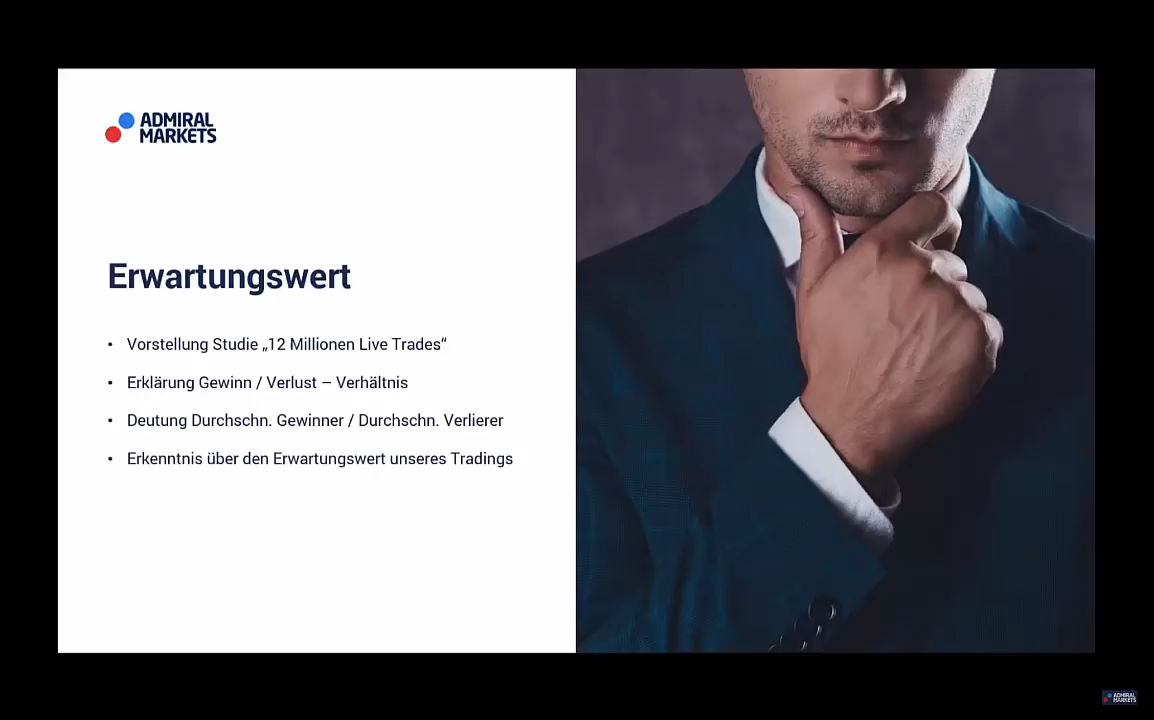 ADMIRAL
MARKETS
Erwartungswert
• Vorstellung Studie „12 Millionen Live Trades“
• Erklärung Gewinn / Verlust – Verhältnis
• Deutung Durchschn. Gewinner / Durchschn. Verlierer
• Erkenntnis über den Erwartungswert unseres Tradings
ADMIRAL
MARKETS